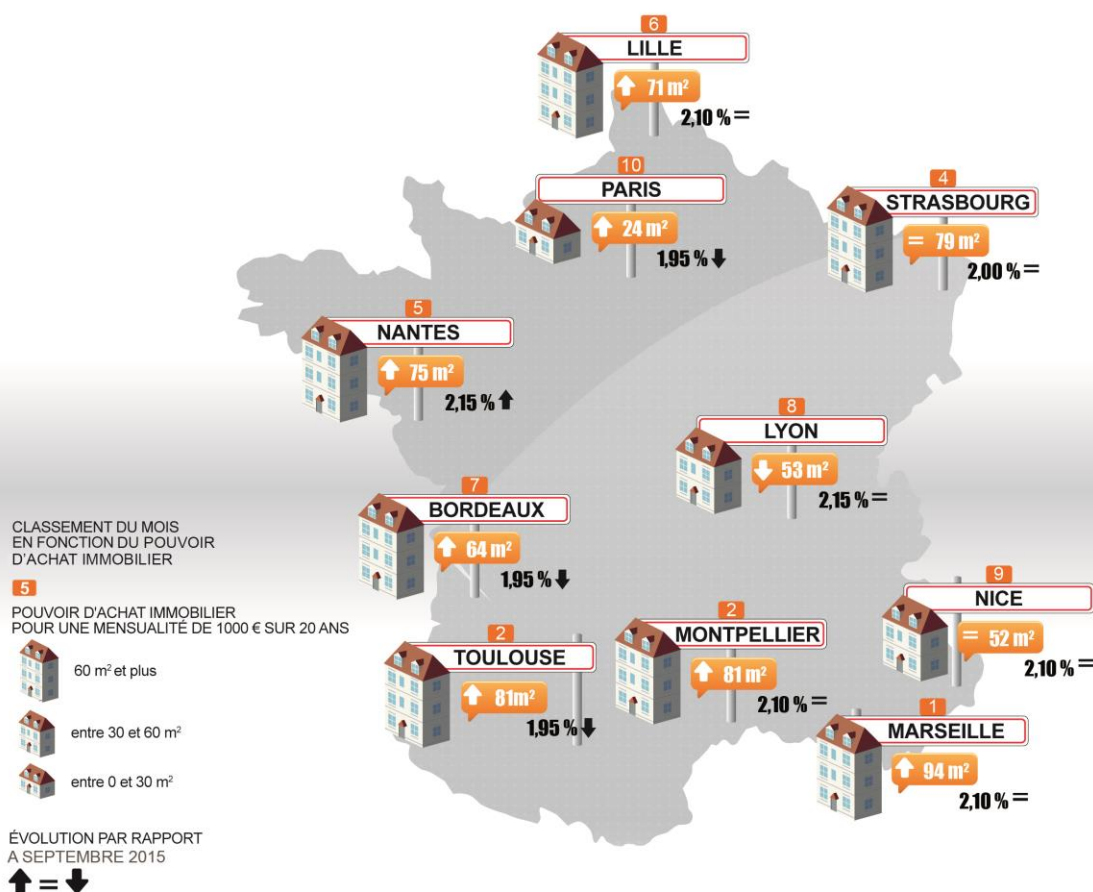 6
LILLE
⬆ 71 m²
2,10 % =
10
PARIS
⬆ 24 m²
1,95 % ⬇
4
STRASBOURG
= 79 m²
2,00 % =
5
NANTES
⬆ 75 m²
2,15 % ⬆
8
LYON
⬇ 53 m²
2,15 % =
7
BORDEAUX
⬆ 64 m²
1,95 % ⬇
9
NICE
= 52 m²
2,10 % =
2
TOULOUSE
⬆ 81m²
1,95 % ⬇
2
MONTPELLIER
⬆ 81 m²
2,10 % =
1
MARSEILLE
⬆ 94 m²
2,10 % =
CLASSEMENT DU MOIS
EN FONCTION DU POUVOIR
D'ACHAT IMMOBILIER
5
POUVOIR D'ACHAT IMMOBILIER
POUR UNE MENSUALITÉ DE 1000 € SUR 20 ANS
60 m² et plus
entre 30 et 60 m²
entre 0 et 30 m²
ÉVOLUTION PAR RAPPORT
A SEPTEMBRE 2015
⬆ = ⬇